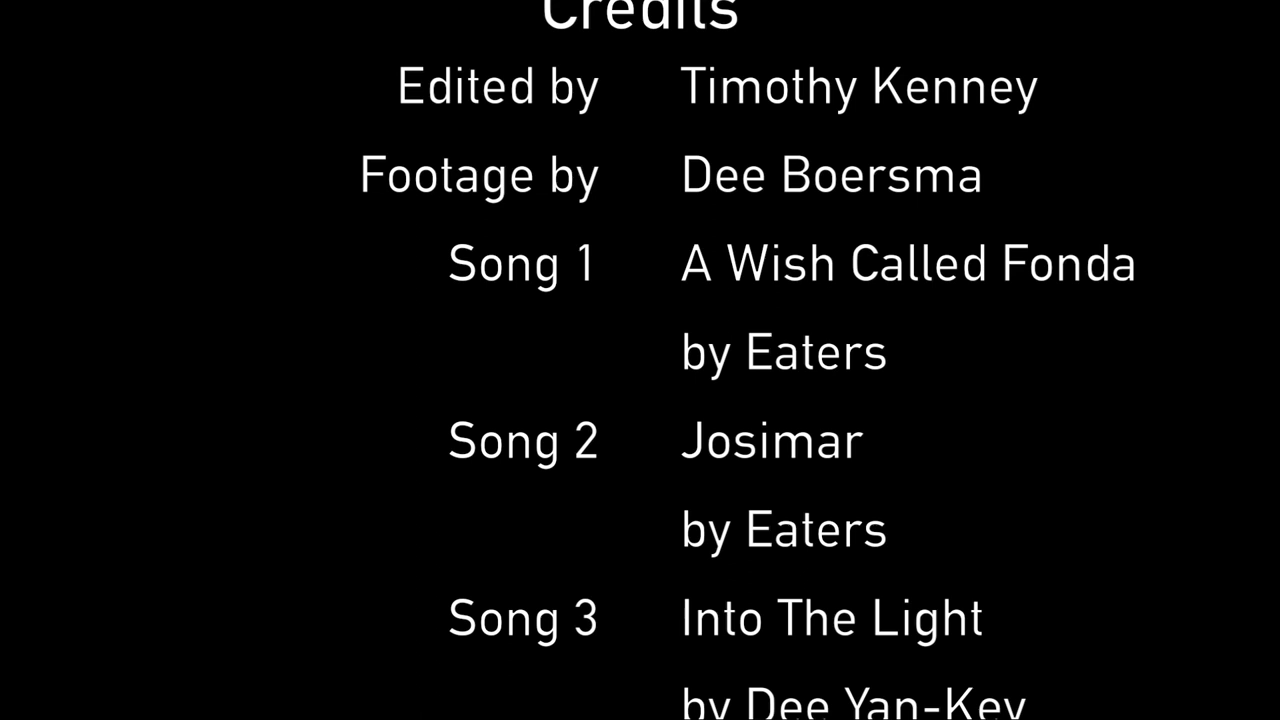 Credits
Edited by Timothy Kenney
Footage by Dee Boersma
Song 1 A Wish Called Fonda
by Eaters
Song 2 Josimar
by Eaters
Song 3 Into The Light
by Dee Yan-Key